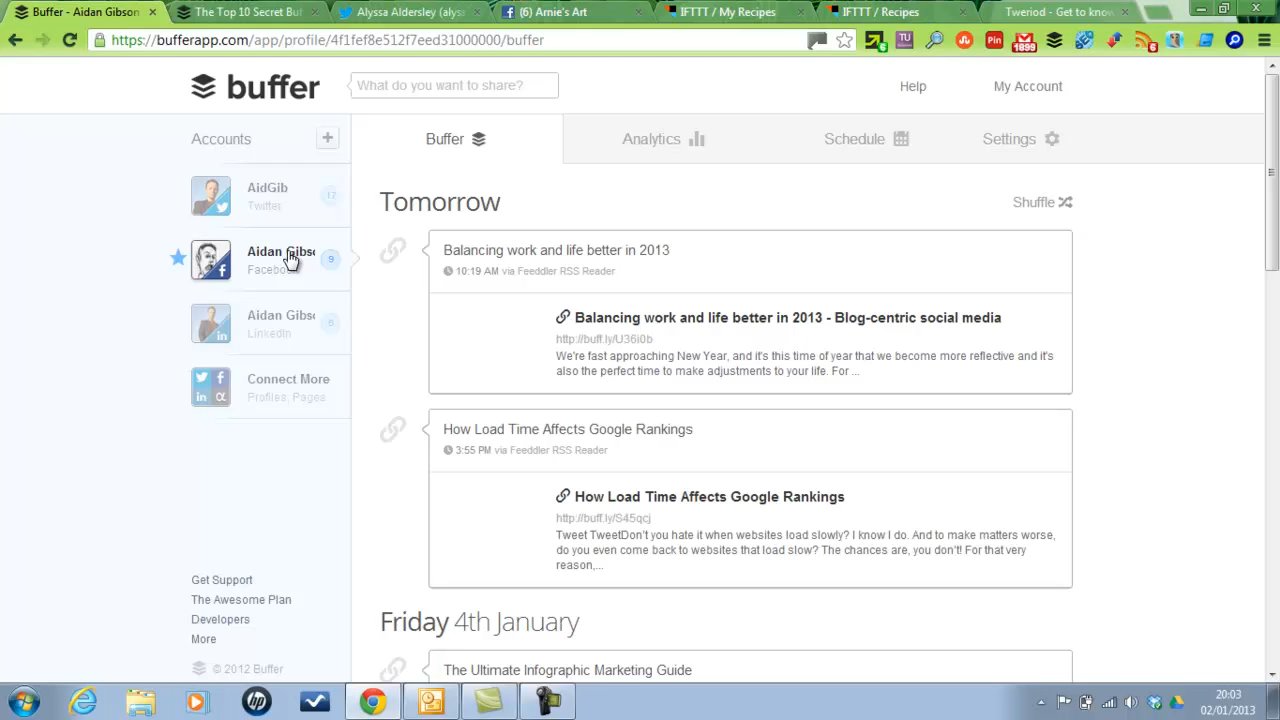 Buffer - Aidan Gibson
The Top 10 Secret Buf
Alyssa Aldersley (alys
(6) Arnie's Art
IFTTT / My Recipes
IFTTT / Recipes
Tweriod - Get to know
https://bufferapp.com/app/profile/4f1fef8e512f7eed31000000/buffer
6
TU
Pin
1899
6
buffer
What do you want to share?
Help
My Account
Accounts
+
Buffer
Analytics
Schedule
Settings
AidGib
Twitter
17
Aidan Gibso
Facebook
9
Aidan Gibso
LinkedIn
Connect More
Profiles, Pages
Get Support
The Awesome Plan
Developers
More
© 2012 Buffer
Tomorrow
Shuffle
Balancing work and life better in 2013
10:19 AM via Feeddler RSS Reader
Balancing work and life better in 2013 - Blog-centric social media
http://buff.ly/U36i0b
We're fast approaching New Year, and it's this time of year that we become more reflective and it's
also the perfect time to make adjustments to your life. For ...
How Load Time Affects Google Rankings
3:55 PM via Feeddler RSS Reader
How Load Time Affects Google Rankings
http://buff.ly/S45qcj
Tweet TweetDon't you hate it when websites load slowly? I know I do. And to make matters worse,
do you even come back to websites that load slow? The chances are, you don't! For that very
reason,...
Friday 4th January
The Ultimate Infographic Marketing Guide
20:03
02/01/2013